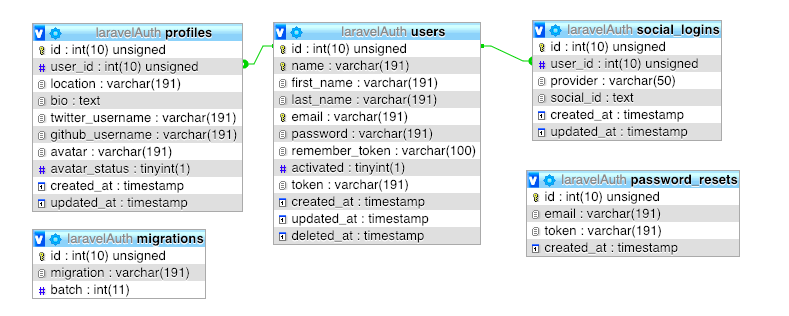 laravelAuth profiles
id : int(10) unsigned
user_id : int(10) unsigned
location : varchar(191)
bio : text
twitter_username : varchar(191)
github_username : varchar(191)
avatar : varchar(191)
avatar_status : tinyint(1)
created_at : timestamp
updated_at : timestamp
laravelAuth migrations
id : int(10) unsigned
migration : varchar(191)
batch : int(11)
laravelAuth users
id : int(10) unsigned
name : varchar(191)
first_name : varchar(191)
last_name : varchar(191)
email : varchar(191)
password : varchar(191)
remember_token : varchar(100)
activated : tinyint(1)
token : varchar(191)
created_at : timestamp
updated_at : timestamp
deleted_at : timestamp
laravelAuth social_logins
id : int(10) unsigned
user_id : int(10) unsigned
provider : varchar(50)
social_id : text
created_at : timestamp
updated_at : timestamp
laravelAuth password_resets
id : int(10) unsigned
email : varchar(191)
token : varchar(191)
created_at : timestamp